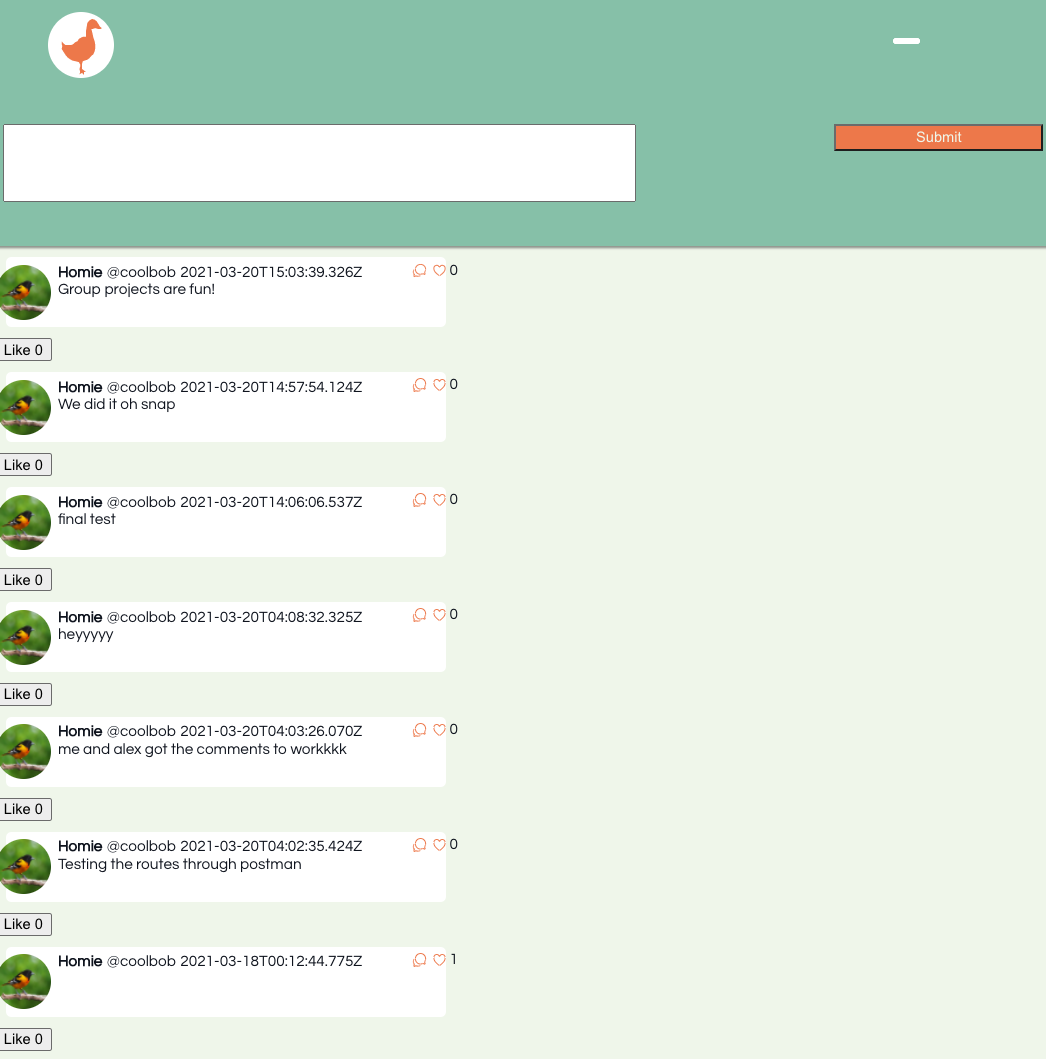 Submit
Homie @coolbob 2021-03-20T15:03:39.326Z 0
Group projects are fun!
Like 0
Homie @coolbob 2021-03-20T14:57:54.124Z 0
We did it oh snap
Like 0
Homie @coolbob 2021-03-20T14:06:06.537Z 0
final test
Like 0
Homie @coolbob 2021-03-20T04:08:32.325Z 0
heyyyyy
Like 0
Homie @coolbob 2021-03-20T04:03:26.070Z 0
me and alex got the comments to workkkk
Like 0
Homie @coolbob 2021-03-20T04:02:35.424Z 0
Testing the routes through postman
Like 0
Homie @coolbob 2021-03-18T00:12:44.775Z 1
Like 0